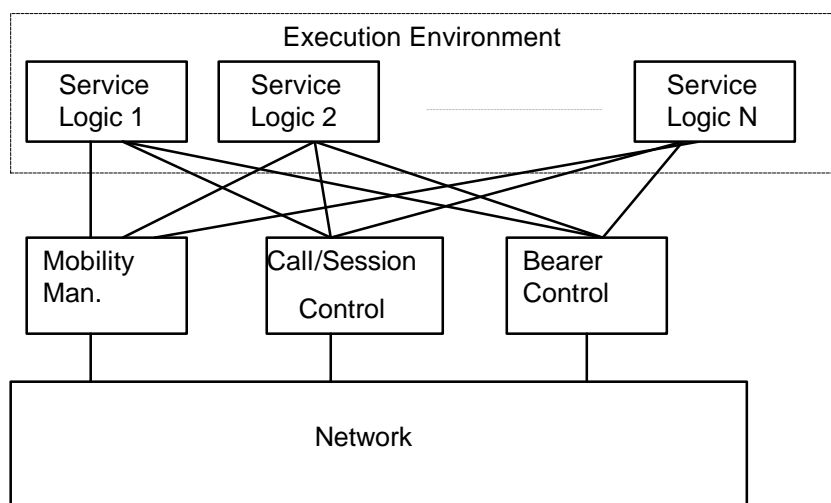 Execution Environment
Service
Logic 1
Service
Logic 2
Service
Logic N
Mobility
Man.
Call/Session
Control
Bearer
Control
Network